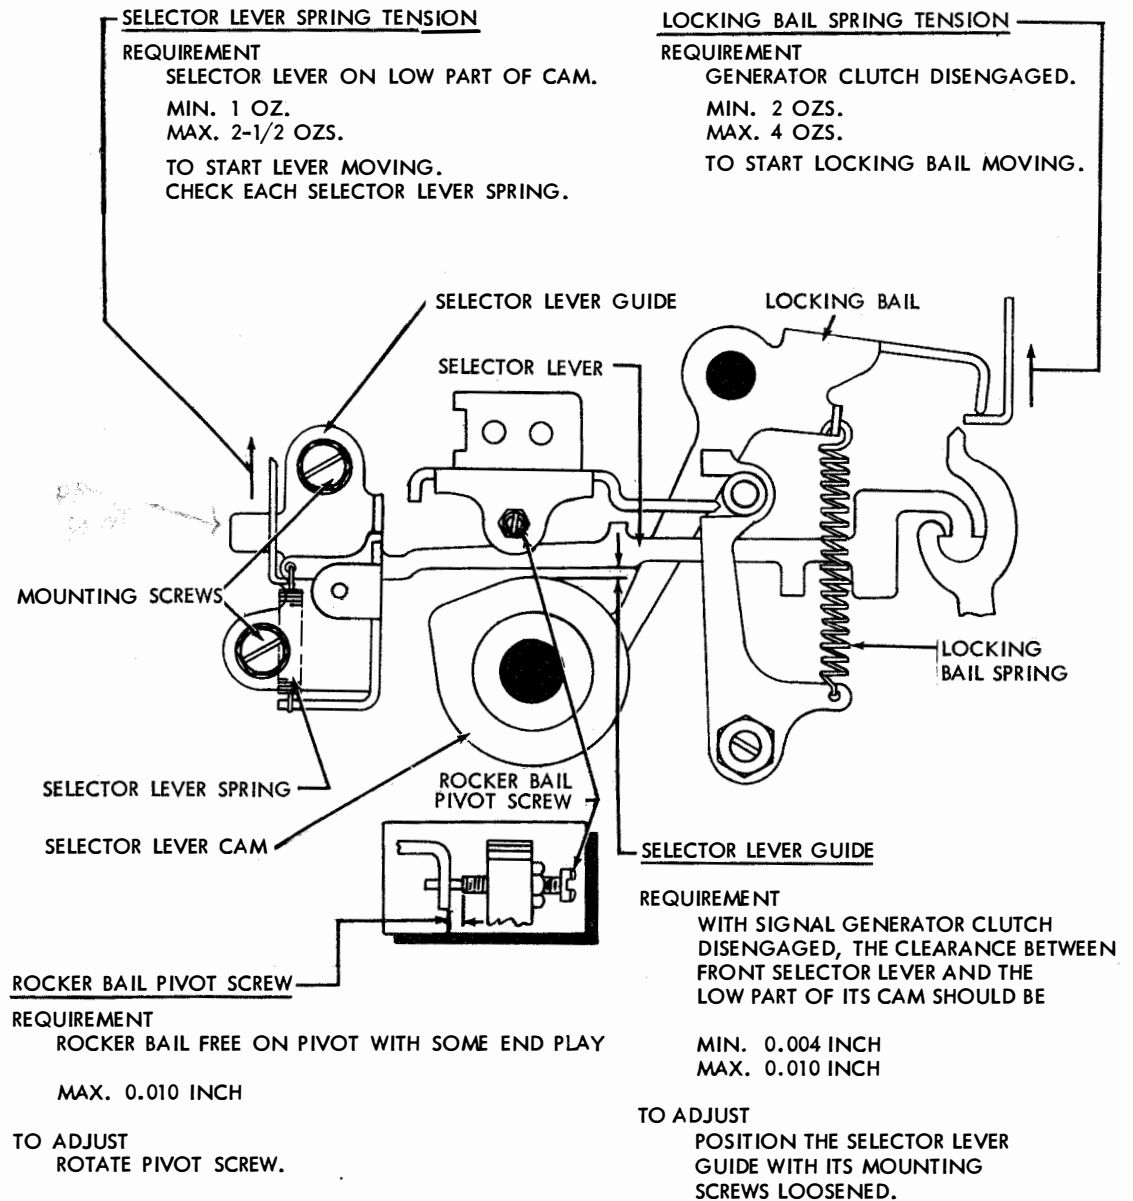 SELECTOR LEVER SPRING TENSION
REQUIREMENT
SELECTOR LEVER ON LOW PART OF CAM.
MIN. 1 OZ.
MAX. 2-1/2 OZS.
TO START LEVER MOVING.
CHECK EACH SELECTOR LEVER SPRING.
LOCKING BAIL SPRING TENSION
REQUIREMENT
GENERATOR CLUTCH DISENGAGED.
MIN. 2 OZS.
MAX. 4 OZS.
TO START LOCKING BAIL MOVING.
SELECTOR LEVER GUIDE
LOCKING BAIL
SELECTOR LEVER
MOUNTING SCREWS
LOCKING
BAIL SPRING
SELECTOR LEVER SPRING
ROCKER BAIL
PIVOT SCREW
SELECTOR LEVER CAM
ROCKER BAIL PIVOT SCREW
REQUIREMENT
ROCKER BAIL FREE ON PIVOT WITH SOME END PLAY
MAX. 0.010 INCH
TO ADJUST
ROTATE PIVOT SCREW.
SELECTOR LEVER GUIDE
REQUIREMENT
WITH SIGNAL GENERATOR CLUTCH
DISENGAGED, THE CLEARANCE BETWEEN
FRONT SELECTOR LEVER AND THE
LOW PART OF ITS CAM SHOULD BE
MIN. 0.004 INCH
MAX. 0.010 INCH
TO ADJUST
POSITION THE SELECTOR LEVER
GUIDE WITH ITS MOUNTING
SCREWS LOOSENED.